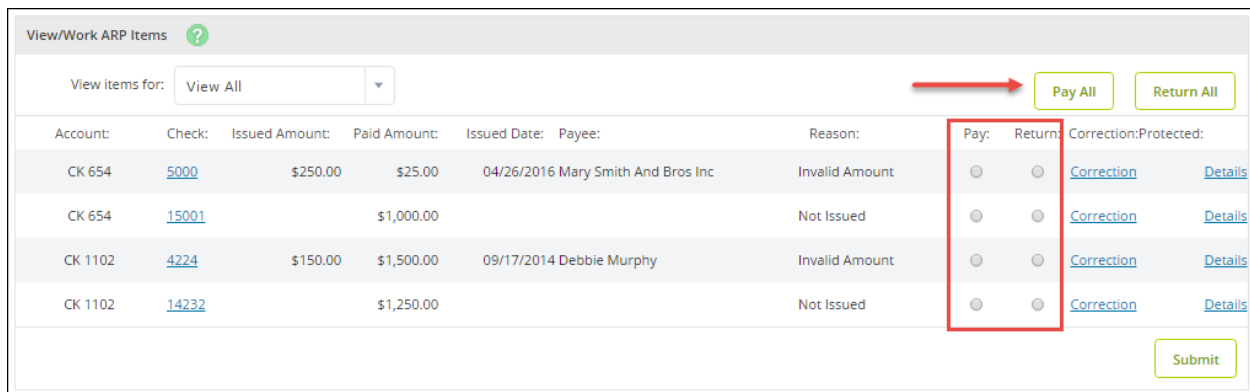 View/Work ARP Items ?
View items for: View All Pay All Return All
Account: Check: Issued Amount: Paid Amount: Issued Date: Payee: Reason: Pay: Return: Correction:Protected:
CK 654 5000 $250.00 $25.00 04/26/2016 Mary Smith And Bros Inc Invalid Amount Correction Details
CK 654 15001 $1,000.00 Not Issued Correction Details
CK 1102 4224 $150.00 $1,500.00 09/17/2014 Debbie Murphy Invalid Amount Correction Details
CK 1102 14232 $1,250.00 Not Issued Correction Details
Submit